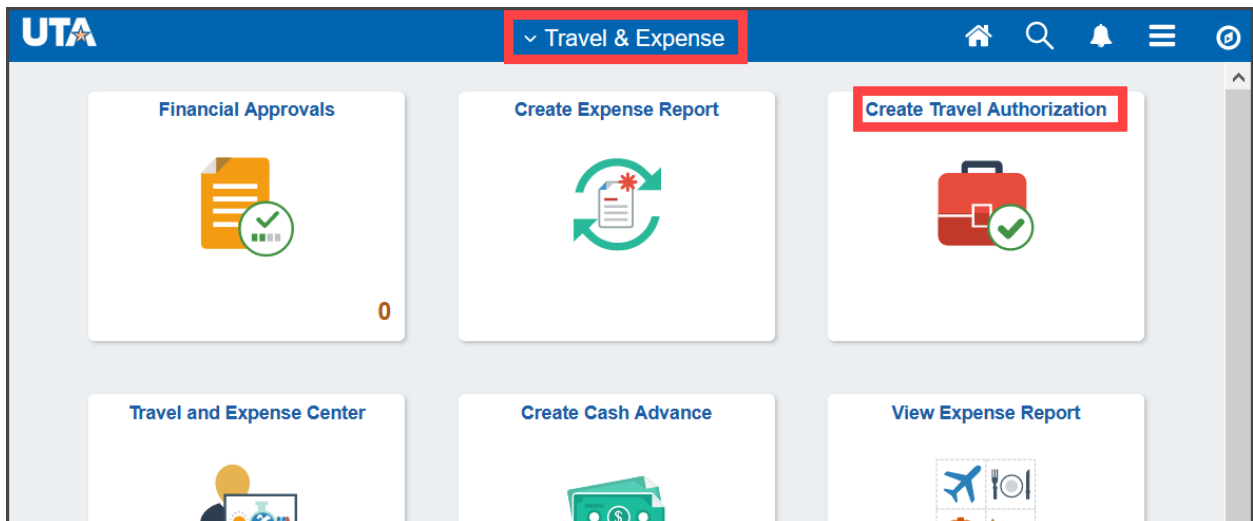 UTA
Travel & Expense
Financial Approvals
Create Expense Report
Create Travel Authorization
0
Travel and Expense Center
Create Cash Advance
View Expense Report
$